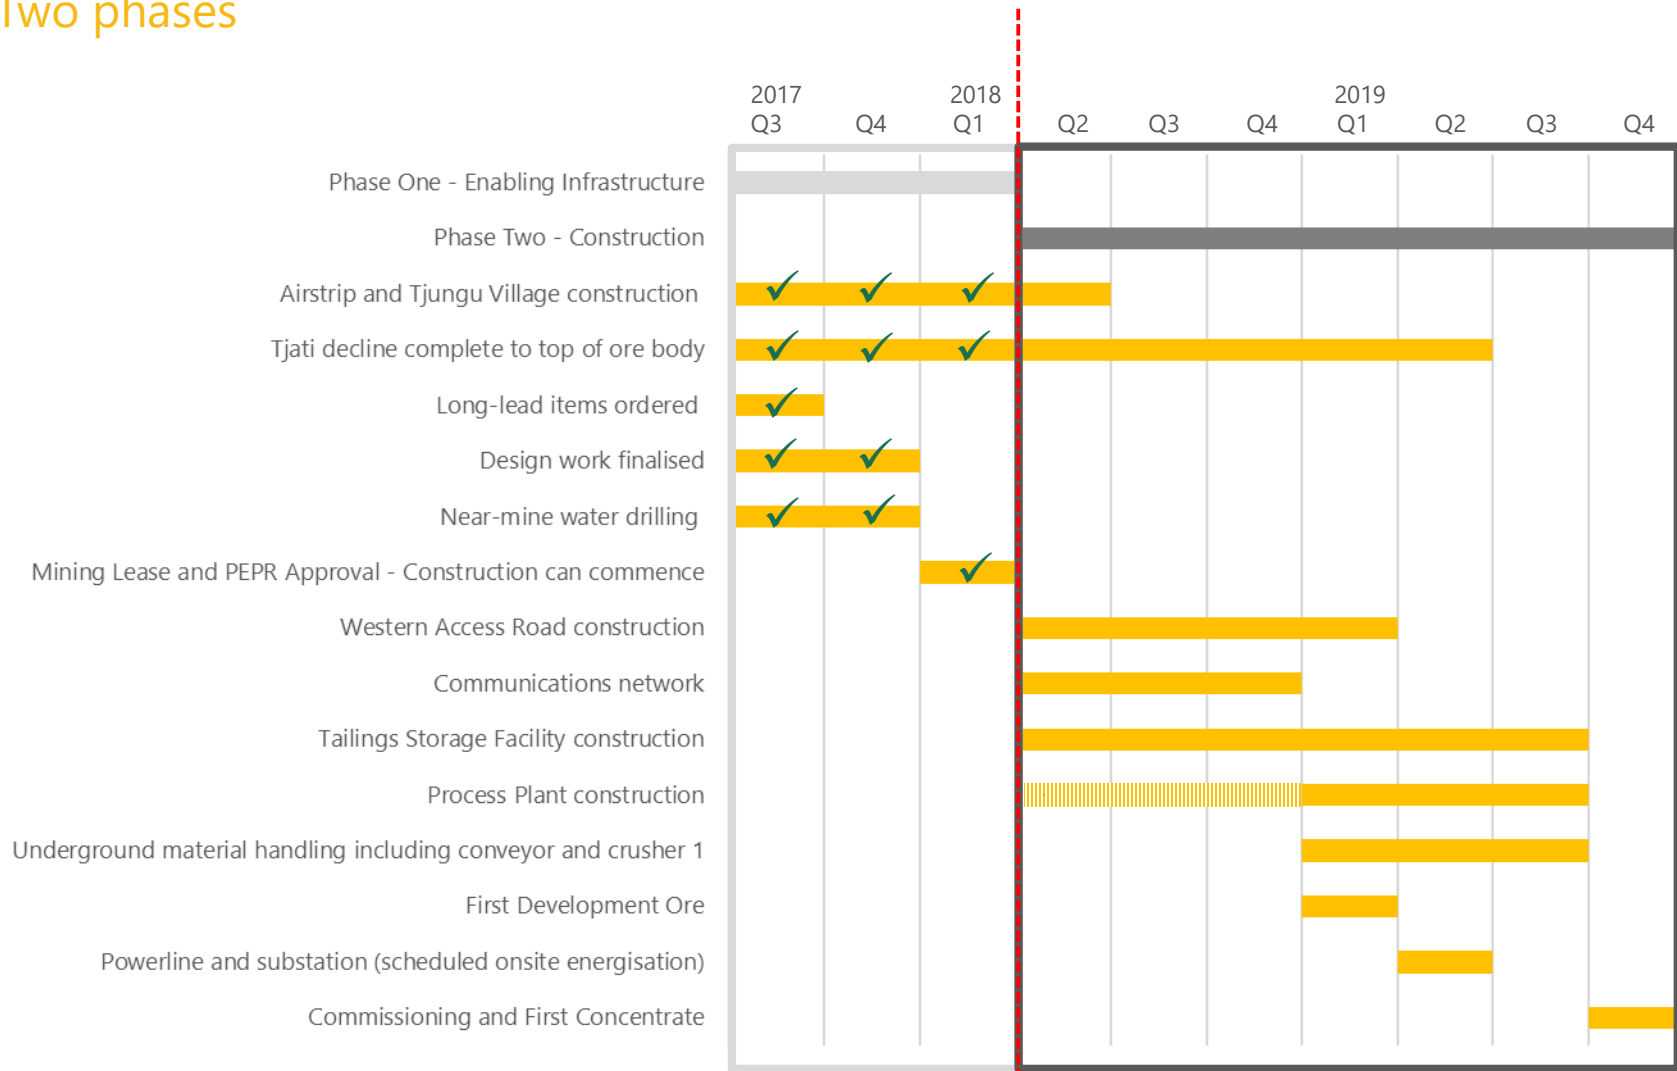 Two phases
2017 2018 2019
Q3 Q4 Q1 Q2 Q3 Q4 Q1 Q2 Q3 Q4
Phase One - Enabling Infrastructure
Phase Two - Construction
Airstrip and Tjungu Village construction
Tjati decline complete to top of ore body
Long-lead items ordered
Design work finalised
Near-mine water drilling
Mining Lease and PEPR Approval - Construction can commence
Western Access Road construction
Communications network
Tailings Storage Facility construction
Process Plant construction
Underground material handling including conveyor and crusher 1
First Development Ore
Powerline and substation (scheduled onsite energisation)
Commissioning and First Concentrate